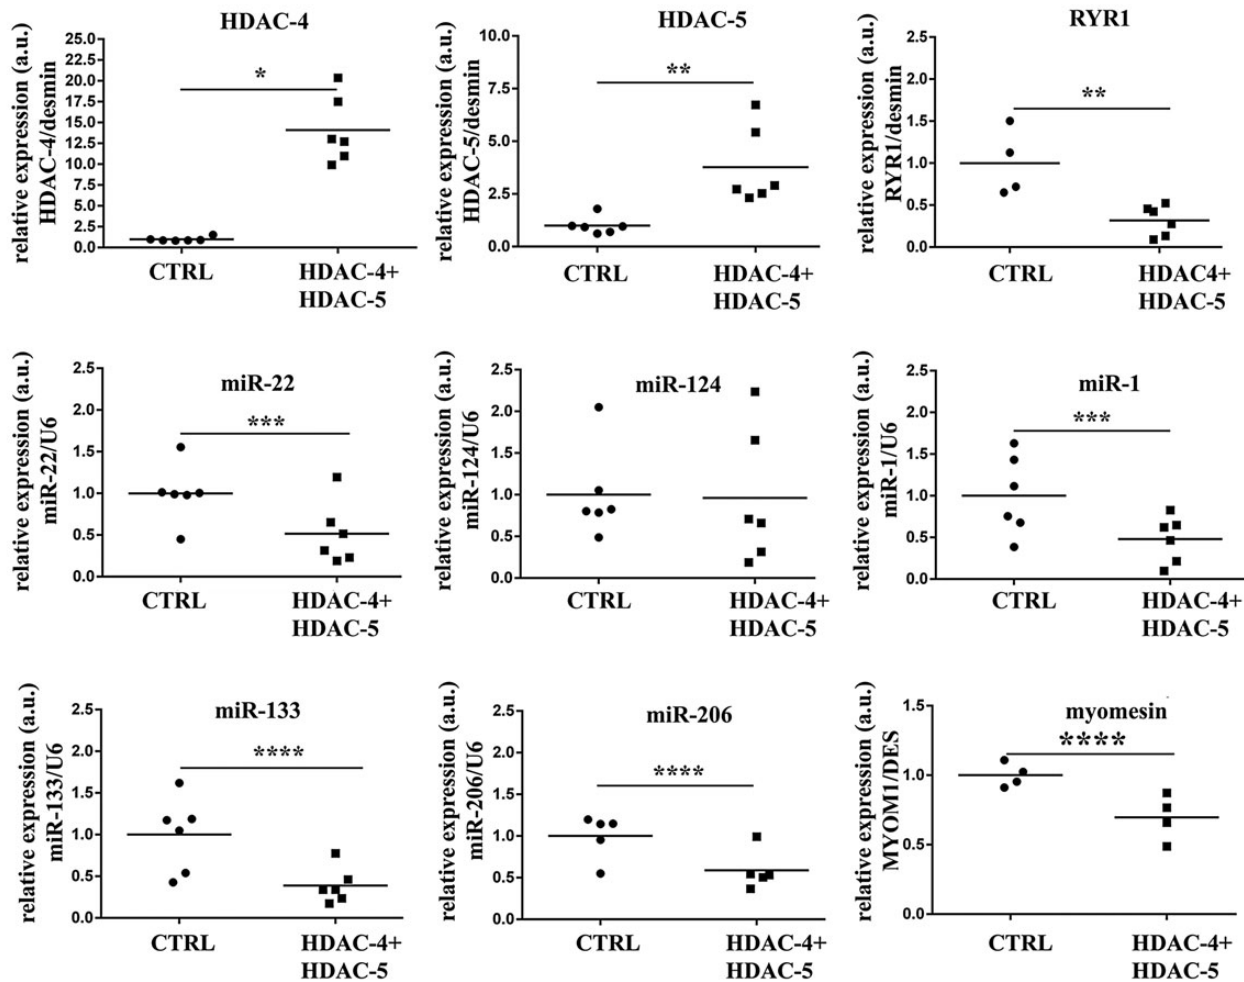 HDAC-4
relative expression (a.u.)
HDAC-4/desmin
25.0
22.5
20.0
17.5
15.0
12.5
10.0
7.5
5.0
2.5
0.0
*
CTRL
HDAC-4+
HDAC-5
HDAC-5
relative expression (a.u.)
HDAC-5/desmin
10.0
7.5
5.0
2.5
0.0
**
CTRL
HDAC-4+
HDAC-5
RYR1
relative expression (a.u.)
RYR1/desmin
2.5
2.0
1.5
1.0
0.5
0.0
**
CTRL
HDAC4+
HDAC-5
miR-22
relative expression (a.u.)
miR-22/U6
2.5
2.0
1.5
1.0
0.5
0.0
***
CTRL
HDAC-4+
HDAC-5
miR-124
relative expression (a.u.)
miR-124/U6
2.5
2.0
1.5
1.0
0.5
0.0
CTRL
HDAC-4+
HDAC-5
miR-1
relative expression (a.u.)
miR-1/U6
2.5
2.0
1.5
1.0
0.5
0.0
***
CTRL
HDAC-4+
HDAC-5
miR-133
relative expression (a.u.)
miR-133/U6
2.5
2.0
1.5
1.0
0.5
0.0
****
CTRL
HDAC-4+
HDAC-5
miR-206
relative expression (a.u.)
miR-206/U6
2.5
2.0
1.5
1.0
0.5
0.0
****
CTRL
HDAC-4+
HDAC-5
myomesin
relative expression (a.u.)
MYOM1/DES
1.5
1.0
0.5
0.0
****
CTRL
HDAC-4+
HDAC-5